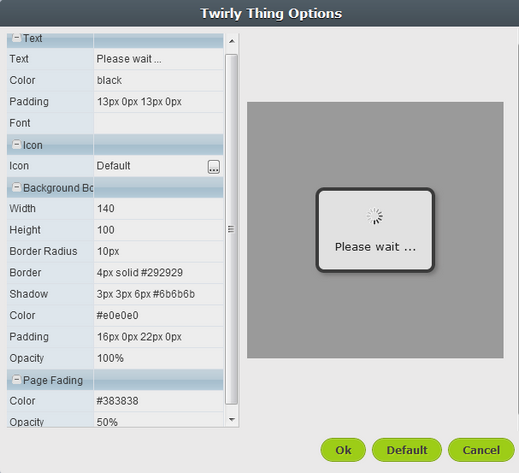 Twirly Thing Options
Text
Text Please wait ...
Color black
Padding 13px 0px 13px 0px
Font
Icon
Icon Default ...
Background Bo
Width 140
Height 100
Border Radius 10px
Border 4px solid #292929
Shadow 3px 3px 6px #6b6b6b
Color #e0e0e0
Padding 16px 0px 22px 0px
Opacity 100%
Page Fading
Color #383838
Opacity 50%
Please wait ...
Ok Default Cancel